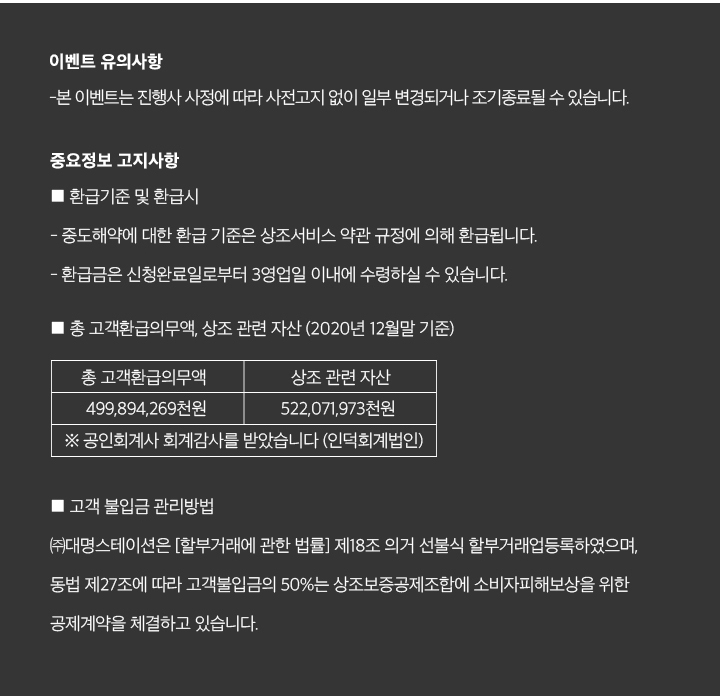 이벤트 유의사항
-본 이벤트는 진행사 사정에 따라 사전고지 없이 일부 변경되거나 조기종료될 수 있습니다.
중요정보 고지사항
■ 환급기준 및 환급시
- 중도해약에 대한 환급 기준은 상조서비스 약관 규정에 의해 환급됩니다.
- 환급금은 신청완료일로부터 3영업일 이내에 수령하실 수 있습니다.
■ 총 고객환급의무액, 상조 관련 자산 (2020년 12월말 기준)
총 고객환급의무액 상조 관련 자산
499,894,269천원 522,071,973천원
※ 공인회계사 회계감사를 받았습니다 (인덕회계법인)
■ 고객 불입금 관리방법
㈜대명스테이션은 [할부거래에 관한 법률] 제18조 의거 선불식 할부거래업등록하였으며,
동법 제27조에 따라 고객불입금의 50%는 상조보증공제조합에 소비자피해보상을 위한
공제계약을 체결하고 있습니다.